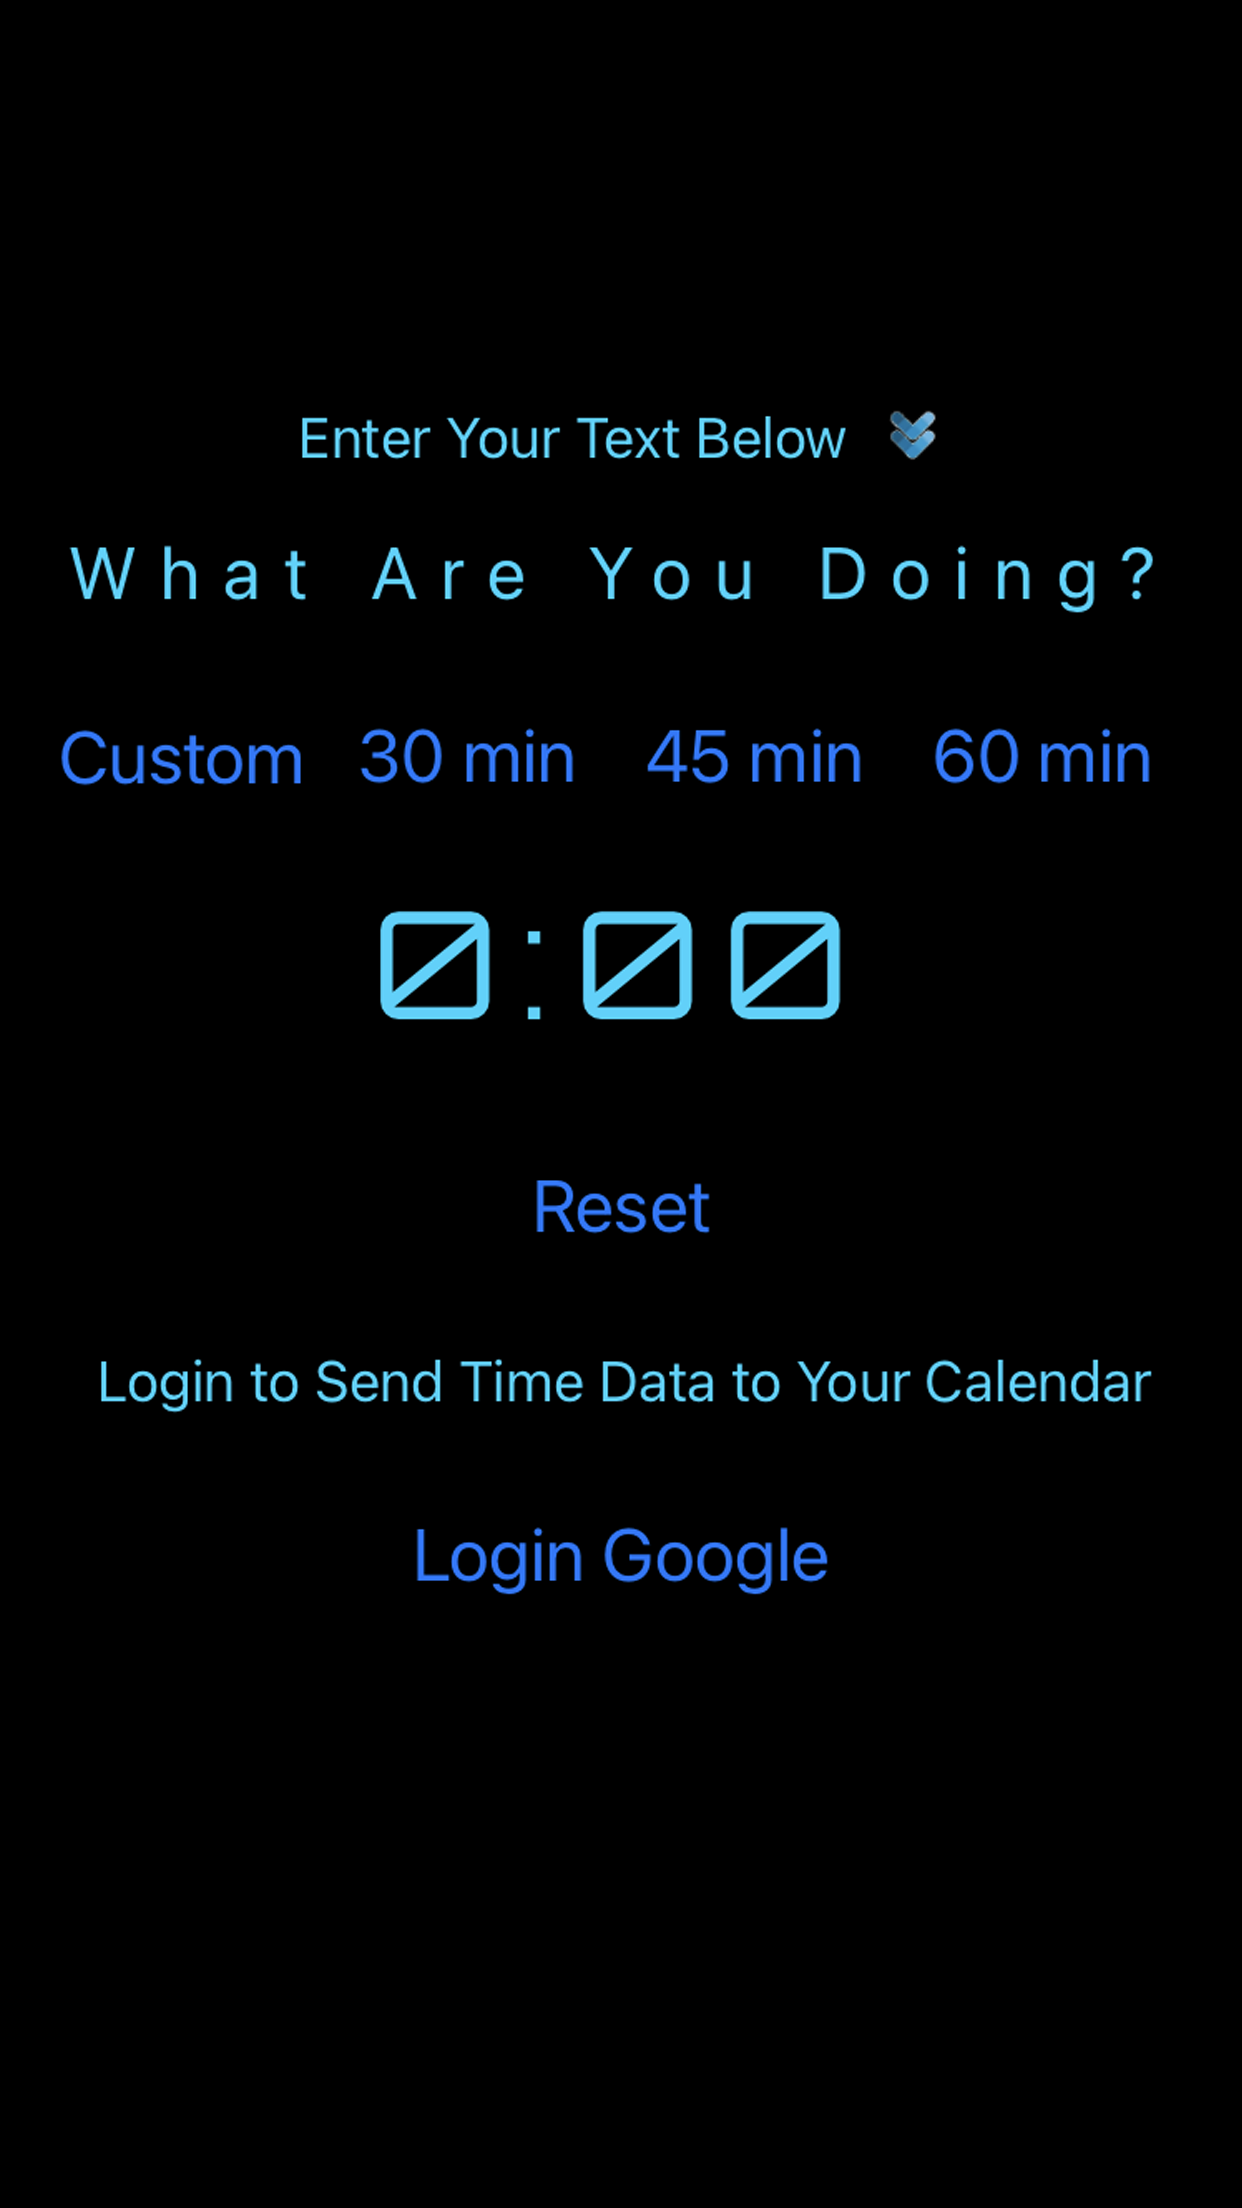 Enter Your Text Below
What Are You Doing?
Custom 30 min 45 min 60 min
0:00
Reset
Login to Send Time Data to Your Calendar
Login Google